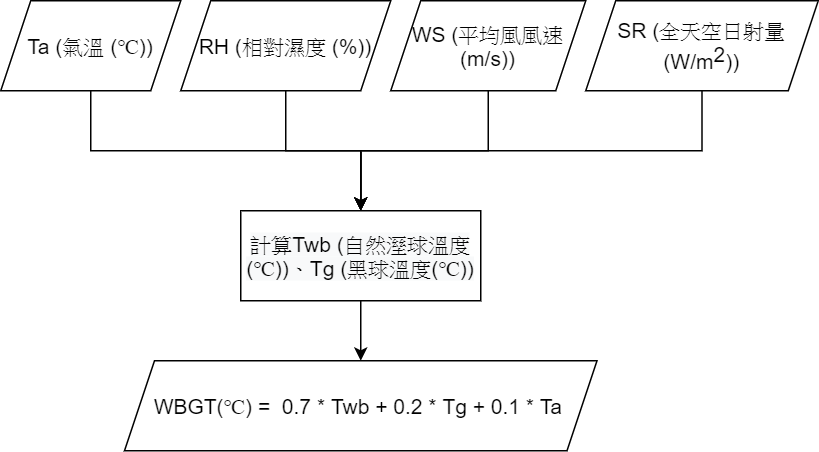 Ta (氣溫 (℃))
RH (相對濕度 (%))
WS (平均風風速
(m/s))
SR (全天空日射量
(W/m²))
計算Twb (自然溼球溫度
(℃))、Tg (黑球溫度(℃))
WBGT(℃) = 0.7 * Twb + 0.2 * Tg + 0.1 * Ta